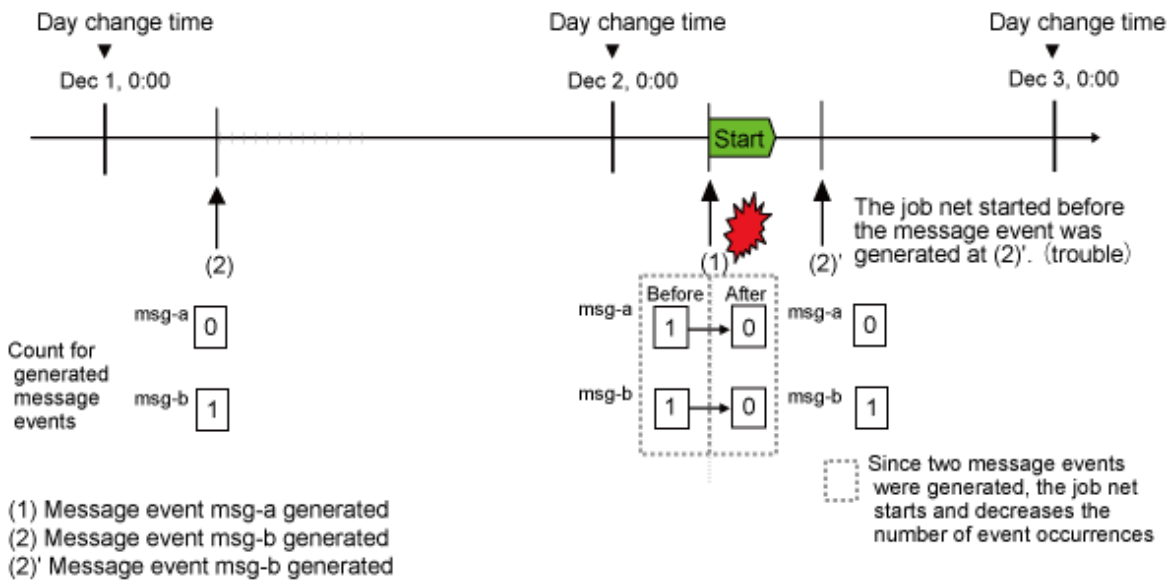 Day change time
Day change time
Day change time
Dec 1, 0:00
Dec 2, 0:00
Dec 3, 0:00
Start
(2)
(1)
(2)'
The job net started before
the message event was
generated at (2)'. (trouble)
Before
After
msg-a
0
msg-a
1
0
msg-a
0
Count for
generated
message
events
msg-b
1
msg-b
1
0
msg-b
1
Since two message events
were generated, the job net
starts and decreases the
number of event occurrences
(1) Message event msg-a generated
(2) Message event msg-b generated
(2)' Message event msg-b generated